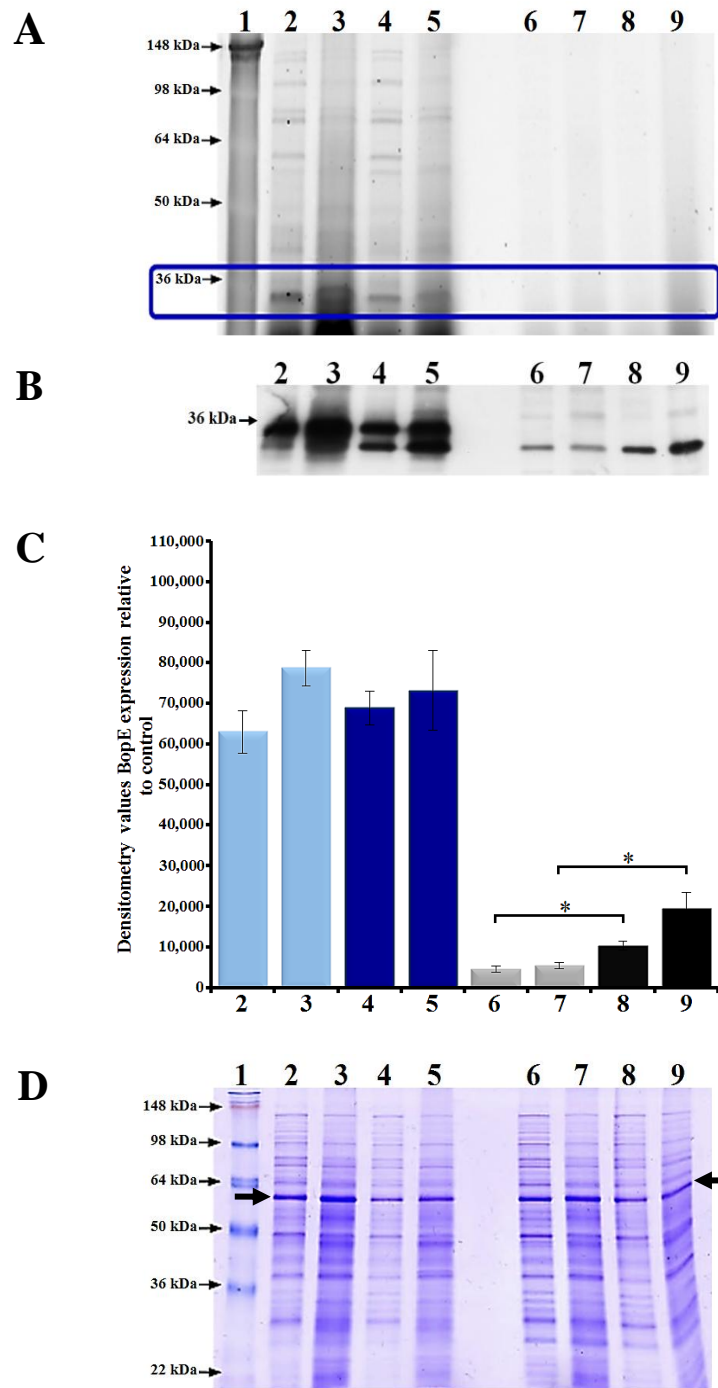 A
1 2 3 4 5 6 7 8 9
148 kDa
98 kDa
64 kDa
50 kDa
36 kDa
B
2 3 4 5 6 7 8 9
36 kDa
C
Densitometry values BopE expression relative
to control
110,000
100,000
90,000
80,000
70,000
60,000
50,000
40,000
30,000
20,000
10,000
0
* *
2 3 4 5 6 7 8 9
D
1 2 3 4 5 6 7 8 9
148 kDa
98 kDa
64 kDa
50 kDa
36 kDa
22 kDa